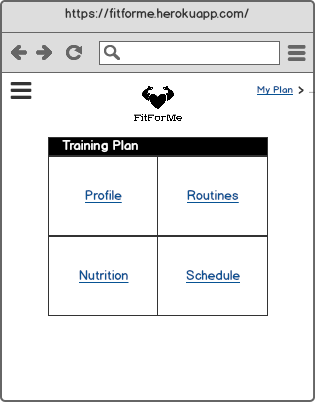 https://fitforme.herokuapp.com/
My Plan > ..
FitForMe
Training Plan
Profile Routines
Nutrition Schedule